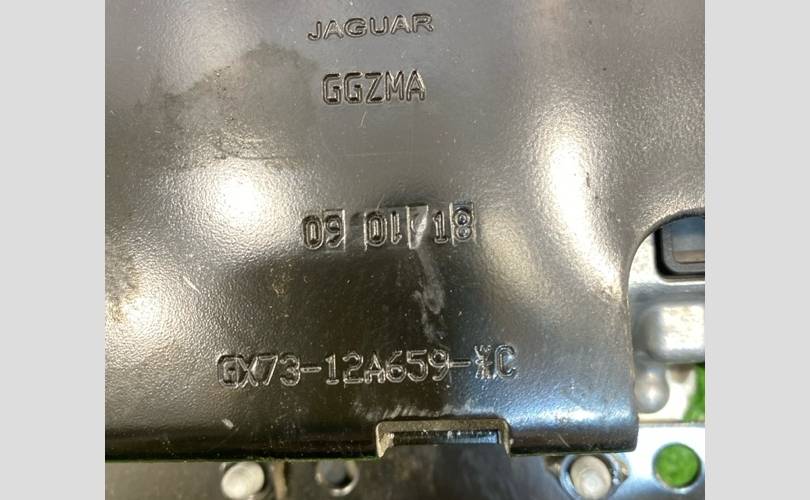 JAGUAR
GGZMA
09 01 18
GX73-12A659-*C